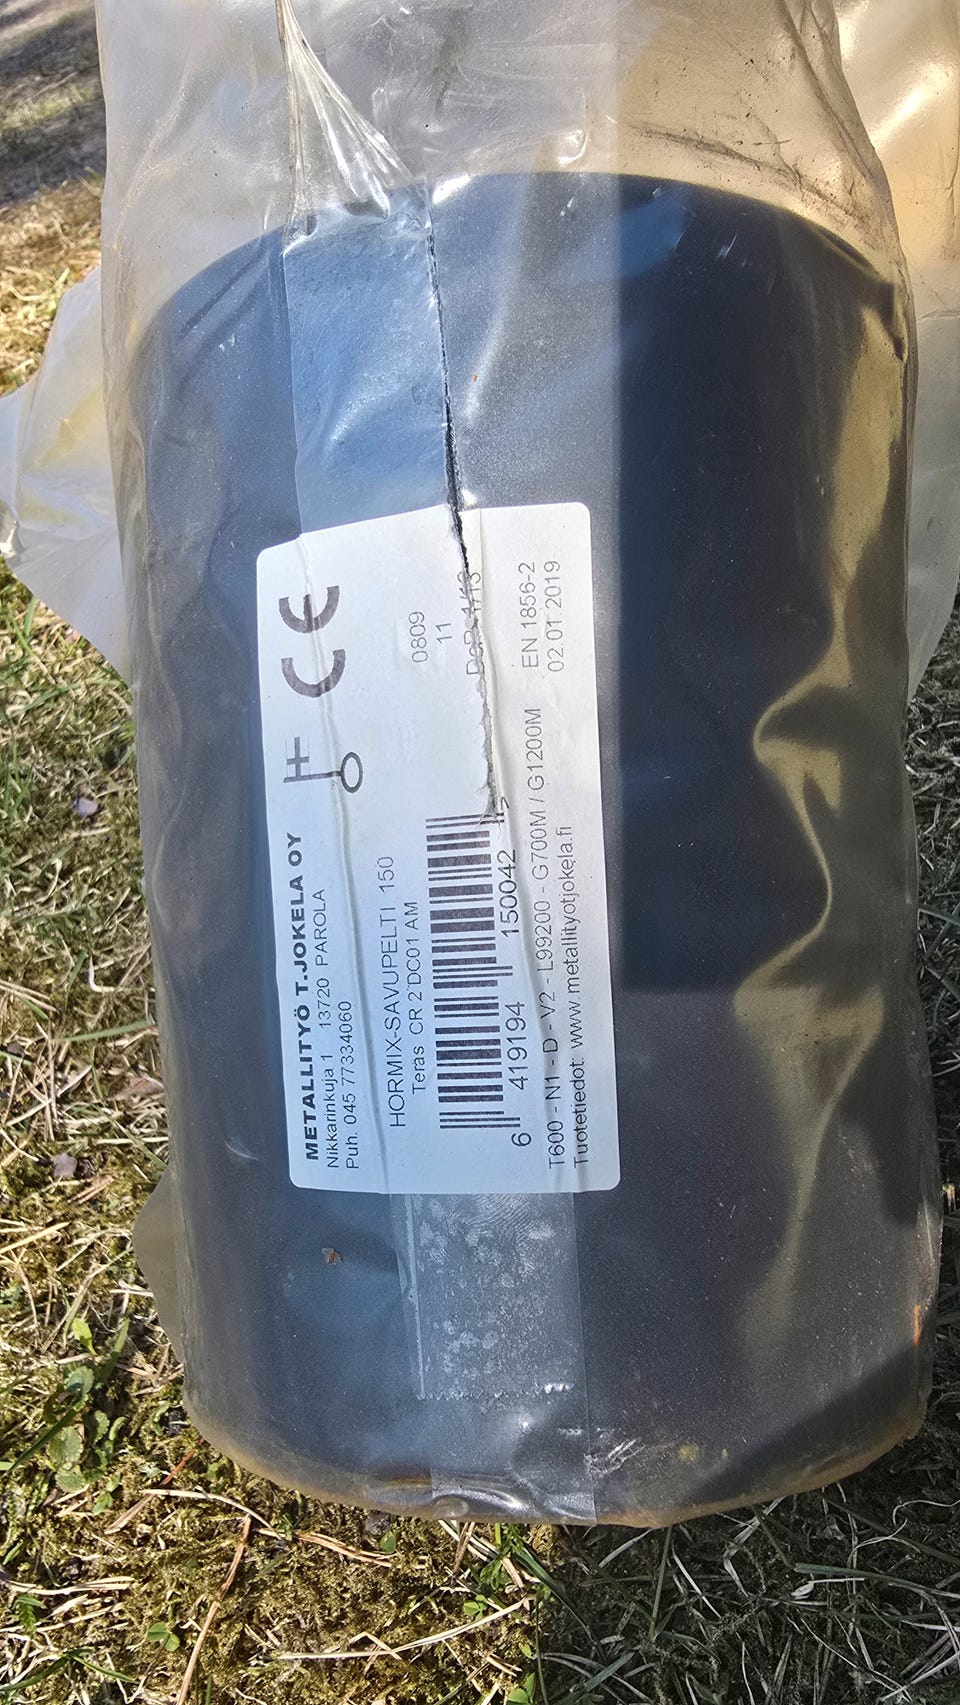 METALLITYÖ T.JOKELA OY
Nikkarinkuja 1 13720 PAROLA
Puh. 045 77334060
CE
HORMIX-SAVUPELTI 150
0809
Teräs CR 2 DC01 AM
11
6 419194 150042
T600 - N1 - D - V2 - L99200 - G700M / G1200M
EN 1856-2
Tuotetiedot: www.metallityotjokela.fi
02.01 2019